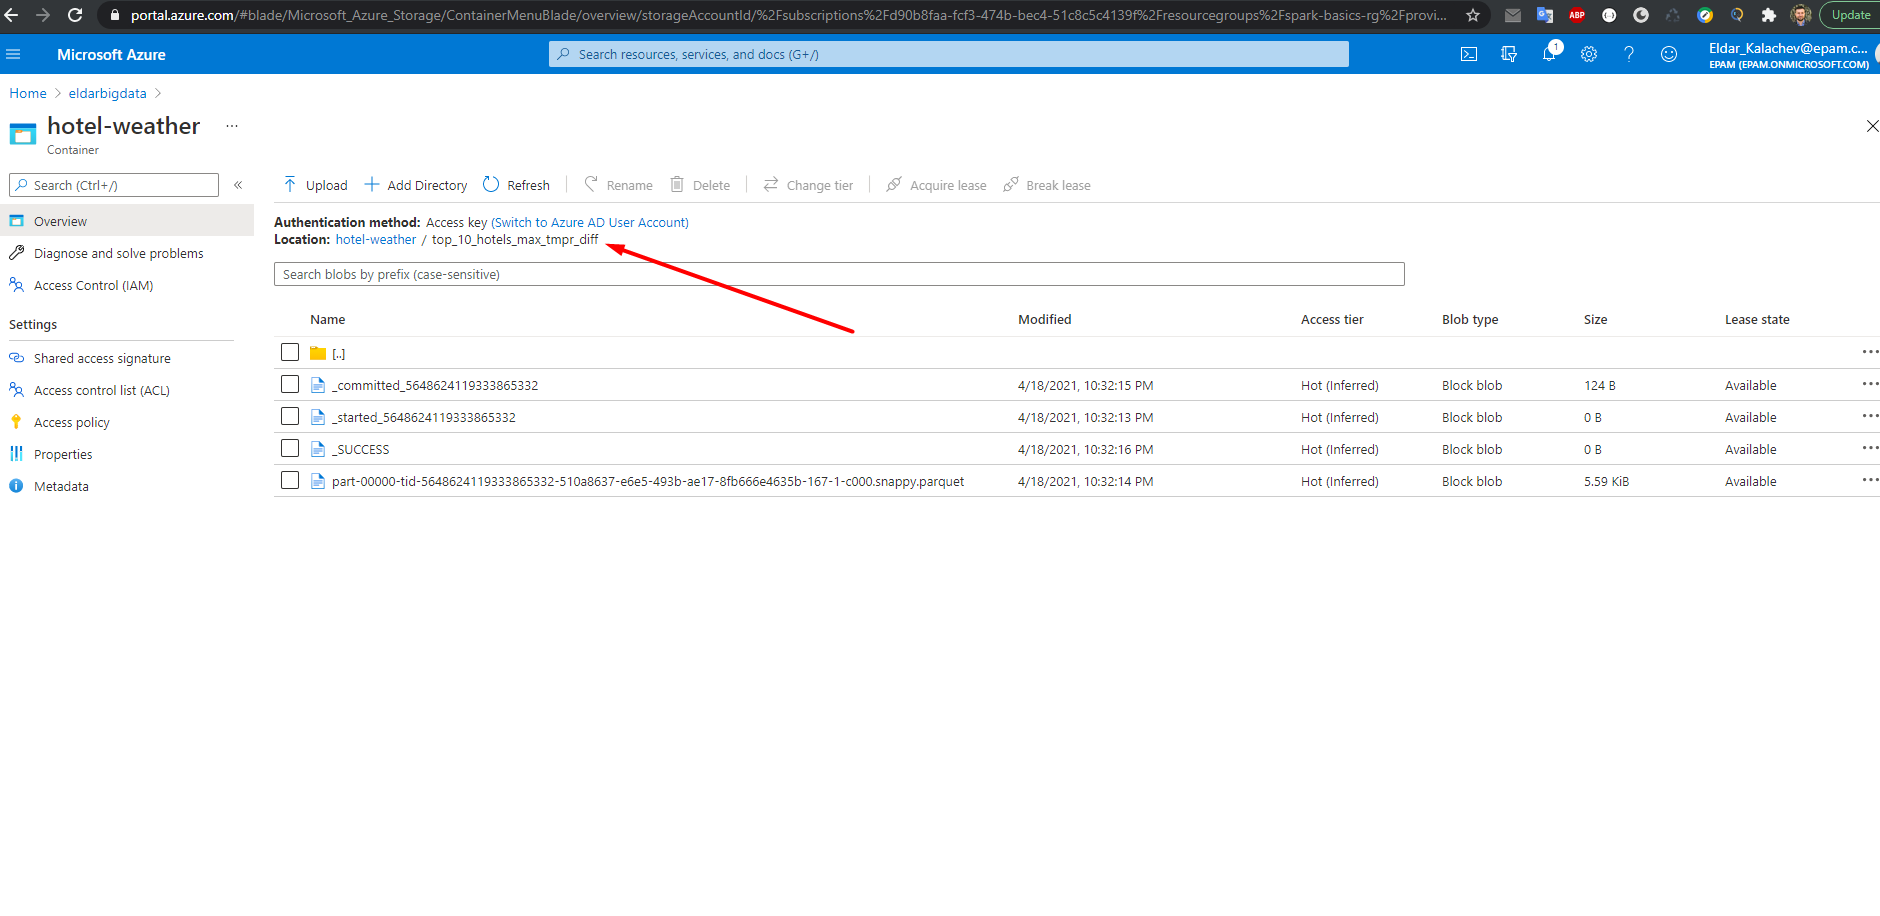 portal.azure.com/#blade/Microsoft_Azure_Storage/ContainerMenuBlade/overview/storageAccountId/%2Fsubscriptions%2Fd90b8faa-fcf3-474b-bec4-51c8c5c4139f%2Fresourcegroups%2Fspark-basics-rg%2Fprovi... ABP Update
Microsoft Azure Search resources, services, and docs (G+/) 1 Eldar_Kalachev@epam.c...
EPAM (EPAM.ONMICROSOFT.COM)
Home > eldarbigdata >
hotel-weather ...
Container
Search (Ctrl+/) «
Upload Add Directory Refresh Rename Delete Change tier Acquire lease Break lease
Overview
Diagnose and solve problems
Access Control (IAM)
Settings
Shared access signature
Access control list (ACL)
Access policy
Properties
Metadata
Authentication method: Access key (Switch to Azure AD User Account)
Location: hotel-weather / top_10_hotels_max_tmpr_diff
Search blobs by prefix (case-sensitive)
Name Modified Access tier Blob type Size Lease state
[..] ...
_committed_5648624119333865332 4/18/2021, 10:32:15 PM Hot (Inferred) Block blob 124 B Available ...
_started_5648624119333865332 4/18/2021, 10:32:13 PM Hot (Inferred) Block blob 0 B Available ...
_SUCCESS 4/18/2021, 10:32:16 PM Hot (Inferred) Block blob 0 B Available ...
part-00000-tid-5648624119333865332-510a8637-e6e5-493b-ae17-8fb666e4635b-167-1-c000.snappy.parquet 4/18/2021, 10:32:14 PM Hot (Inferred) Block blob 5.59 KiB Available ...